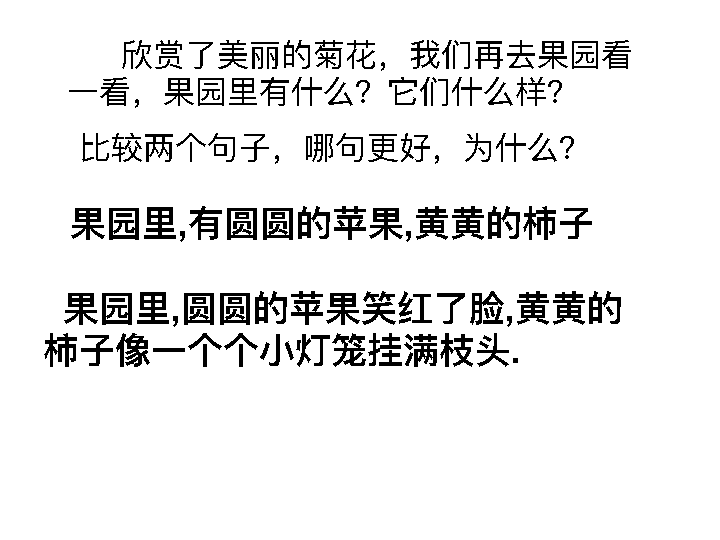 欣赏了美丽的菊花，我们再去果园看
一看，果园里有什么？它们什么样？
比较两个句子，哪句更好，为什么？
果园里,有圆圆的苹果,黄黄的柿子
果园里,圆圆的苹果笑红了脸,黄黄的
柿子像一个个小灯笼挂满枝头.